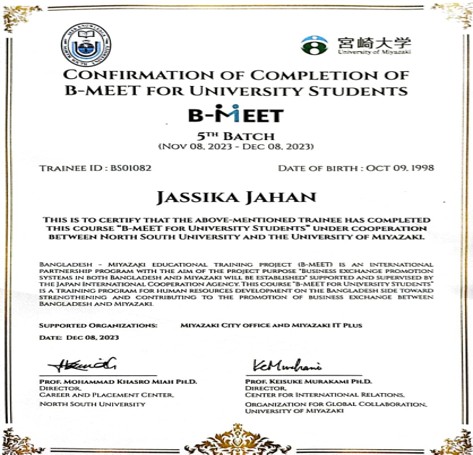 宮崎大学
University of Miyazaki
CONFIRMATION OF COMPLETION OF
B-MEET FOR UNIVERSITY STUDENTS
B-MEET
5TH BATCH
(NOV 08, 2023 - DEC 08, 2023)
TRAINEE ID : BS01082 DATE OF BIRTH : OCT 09, 1998
JASSIKA JAHAN
THIS IS TO CERTIFY THAT THE ABOVE-MENTIONED TRAINEE HAS COMPLETED
THIS COURSE "B-MEET FOR UNIVERSITY STUDENTS" UNDER COOPERATION
BETWEEN NORTH SOUTH UNIVERSITY AND THE UNIVERSITY OF MIYAZAKI.
BANGLADESH - MIYAZAKI EDUCATIONAL TRAINING PROJECT (B-MEET) IS AN INTERNATIONAL
PARTNERSHIP PROGRAM WITH THE AIM OF THE PROJECT PURPOSE "BUSINESS EXCHANGE PROMOTION
SYSTEMS IN BOTH BANGLADESH AND MIYAZAKI WILL BE ESTABLISHED" SUPPORTED AND SUPERVISED BY
THE JAPAN INTERNATIONAL COOPERATION AGENCY. THIS COURSE "B-MEET FOR UNIVERSITY STUDENTS"
IS A TRAINING PROGRAM FOR HUMAN RESOURCES DEVELOPMENT ON THE BANGLADESH SIDE TOWARD
STRENGTHENING AND CONTRIBUTING TO THE PROMOTION OF BUSINESS EXCHANGE BETWEEN
BANGLADESH AND MIYAZAKI.
SUPPORTED ORGANIZATIONS: MIYAZAKI CITY OFFICE AND MIYAZAKI IT PLUS
DATE: DEC 08, 2023
PROF. MOHAMMAD KHASRO MIAH PH.D. PROF. KEISUKE MURAKAMI PH.D.
DIRECTOR, DIRECTOR,
CAREER AND PLACEMENT CENTER, CENTER FOR INTERNATIONAL RELATIONS,
NORTH SOUTH UNIVERSITY ORGANIZATION FOR GLOBAL COLLABORATION,
UNIVERSITY OF MIYAZAKI